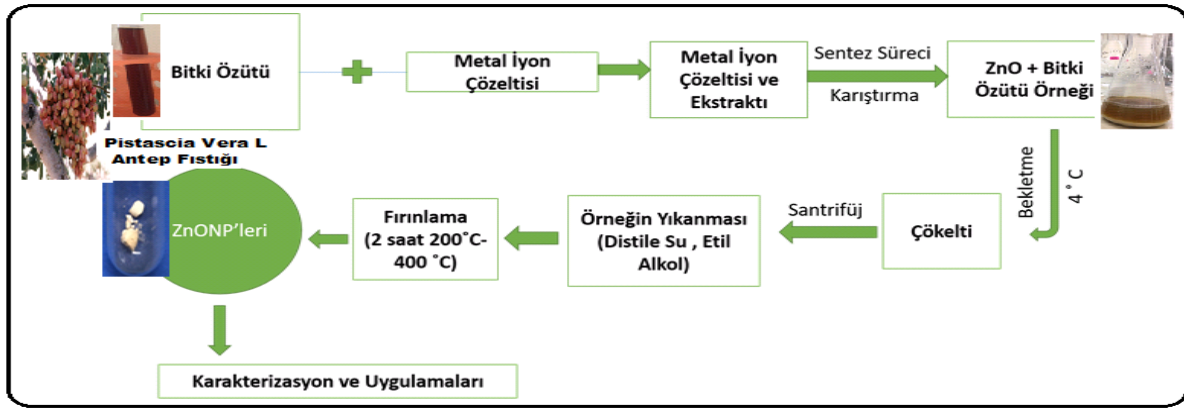 Bitki Özütü
Metal İyon
Çözeltisi
Metal İyon
Çözeltisi ve
Ekstraktı
Sentez Süreci
Karıştırma
ZnO + Bitki
Özütü Örneği
Pistascia Vera L
Antep Fıstığı
Bekletme
4˚C
Çökelti
Santrifüj
Örneğin Yıkanması
(Distile Su , Etil
Alkol)
Fırınlama
(2 saat 200˚C-
400 ˚C)
ZnONP’leri
Karakterizasyon ve Uygulamaları